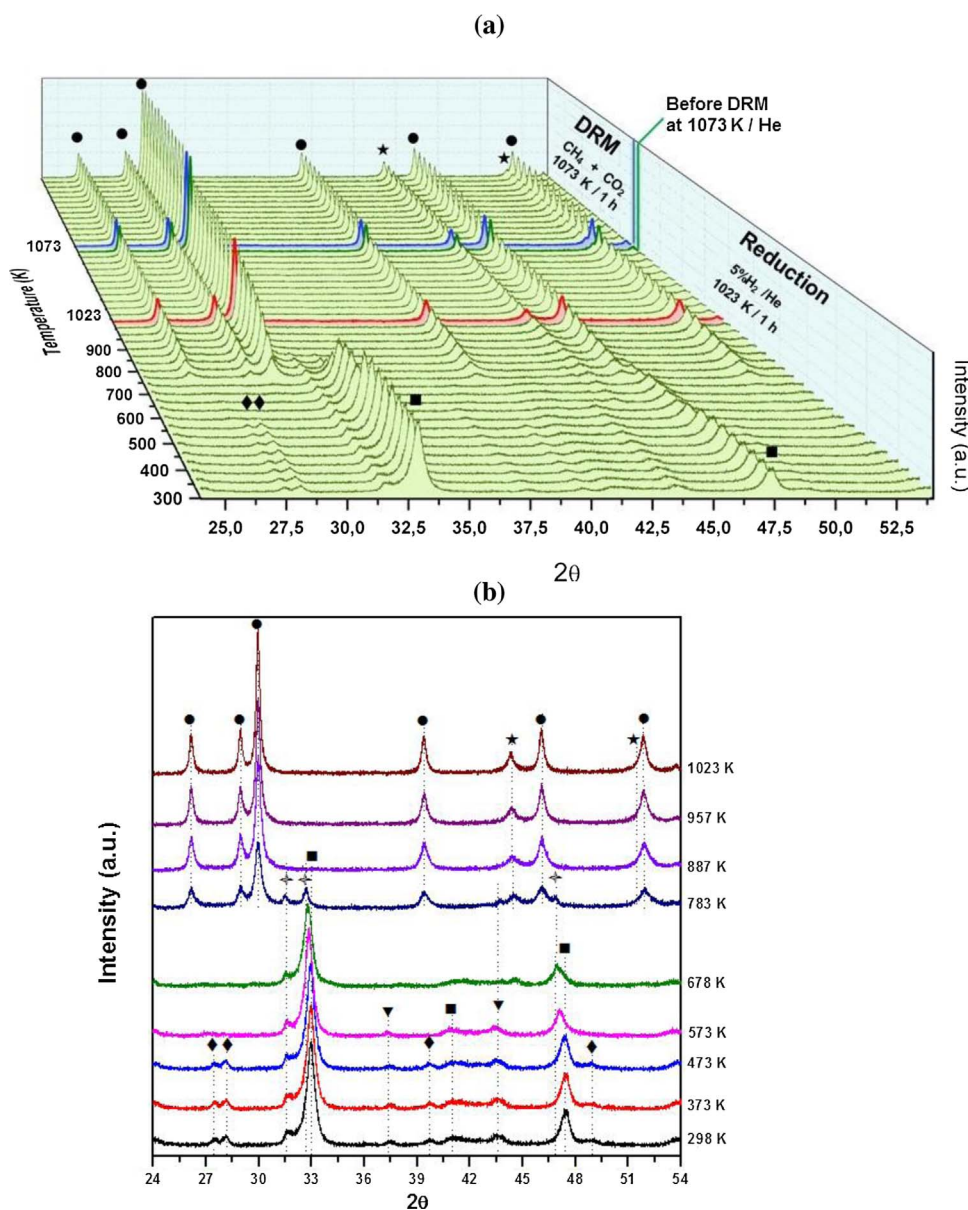 (a)
Before DRM
at 1073 K / He
DRM
CH₄ + CO₂
1073 K / 1 h
Reduction
5%H₂ /He
1023 K / 1 h
Temperature (K)
1073
1023
900
800
700
600
500
400
300
Intensity (a.u.)
25,0 27,5 30,0 32,5 35,0 37,5 40,0 42,5 45,0 47,5 50,0 52,5
2θ
(b)
Intensity (a.u.)
1023 K
957 K
887 K
783 K
678 K
573 K
473 K
373 K
298 K
24 27 30 33 36 39 42 45 48 51 54
2θ